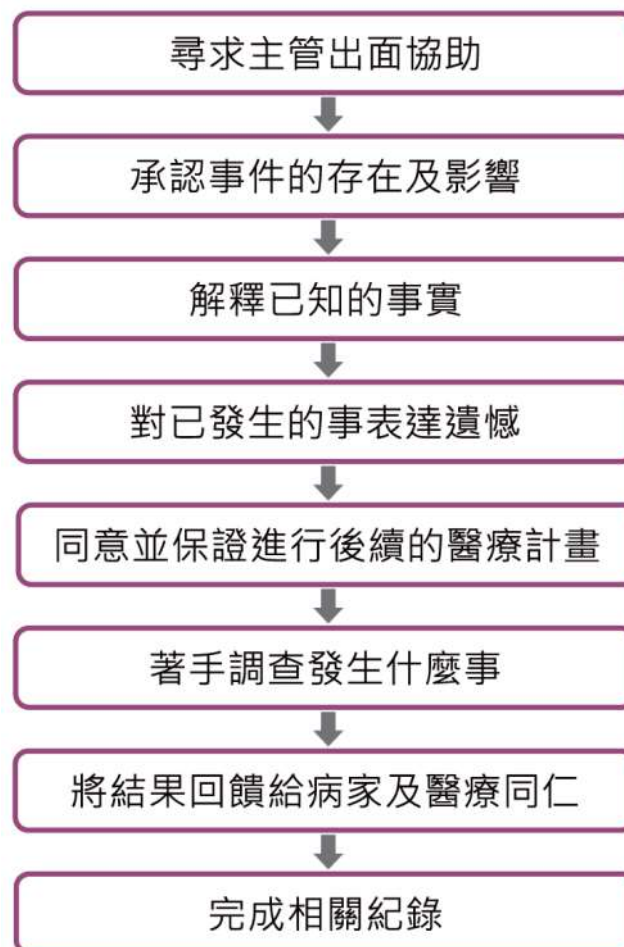 尋求主管出面協助
承認事件的存在及影響
解釋已知的事實
對已發生的事表達遺憾
同意並保證進行後續的醫療計畫
著手調查發生什麼事
將結果回饋給病家及醫療同仁
完成相關紀錄